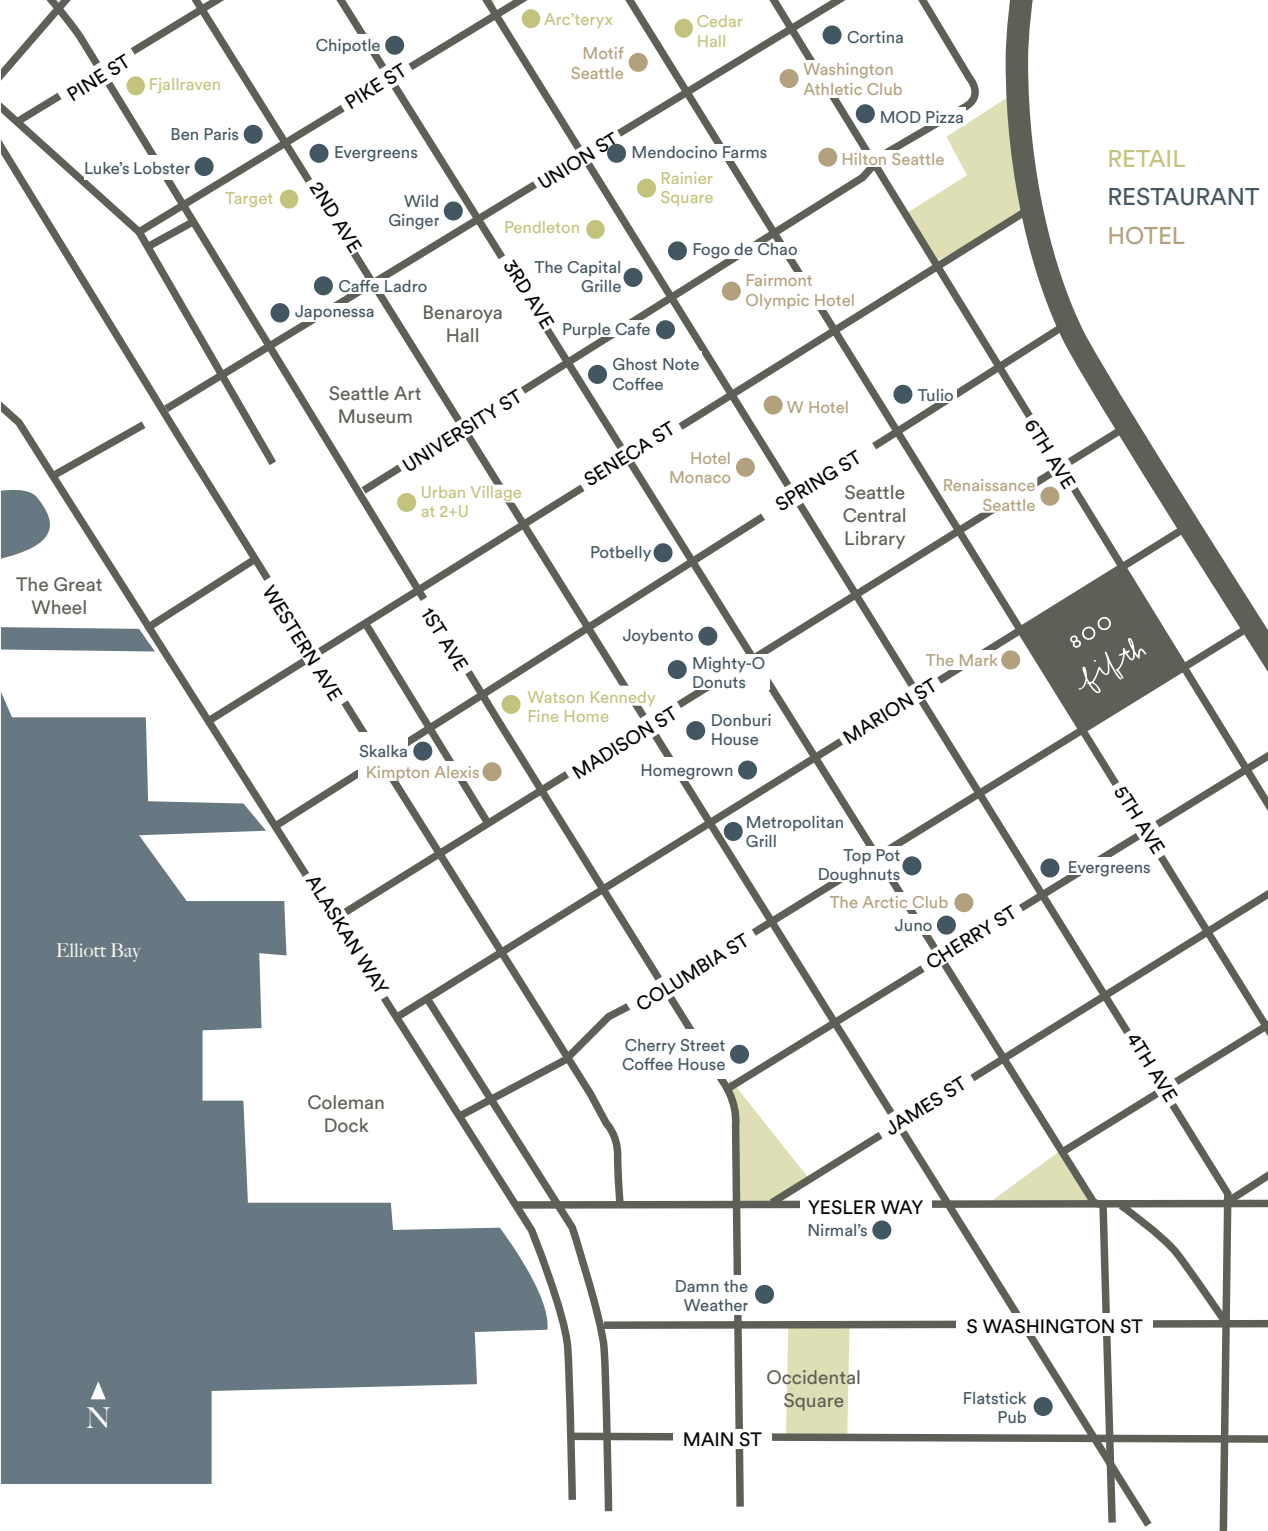 Arc'teryx
Cedar
Hall
Cortina
Chipotle
Motif
Seattle
Washington
Athletic Club
PINE ST
Fjallraven
PIKE ST
MOD Pizza
Ben Paris
Evergreens
UNION ST
Mendocino Farms
Hilton Seattle
RETAIL
RESTAURANT
HOTEL
Luke's Lobster
Target
2ND AVE
Wild
Ginger
Rainier
Square
Pendleton
Fogo de Chao
The Capital
Grille
3RD AVE
Fairmont
Olympic Hotel
Caffe Ladro
Japonessa
Benaroya
Hall
Purple Cafe
Ghost Note
Coffee
Seattle Art
Museum
W Hotel
Tulio
UNIVERSITY ST
SENECA ST
6TH AVE
Hotel
Monaco
SPRING ST
Urban Village
at 2+U
Seattle
Central
Library
Renaissance
Seattle
Potbelly
The Great
Wheel
WESTERN AVE
1ST AVE
Joybento
Mighty-O
Donuts
800
fifth
The Mark
Watson Kennedy
Fine Home
MADISON ST
Donburi
House
MARION ST
Skalka
Kimpton Alexis
Homegrown
5TH AVE
Metropolitan
Grill
Top Pot
Doughnuts
Evergreens
The Arctic Club
Juno
CHERRY ST
ALASKAN WAY
Elliott Bay
COLUMBIA ST
Cherry Street
Coffee House
4TH AVE
Coleman
Dock
JAMES ST
YESLER WAY
Nirmal's
Damn the
Weather
S WASHINGTON ST
Occidental
Square
Flatstick
Pub
N
MAIN ST